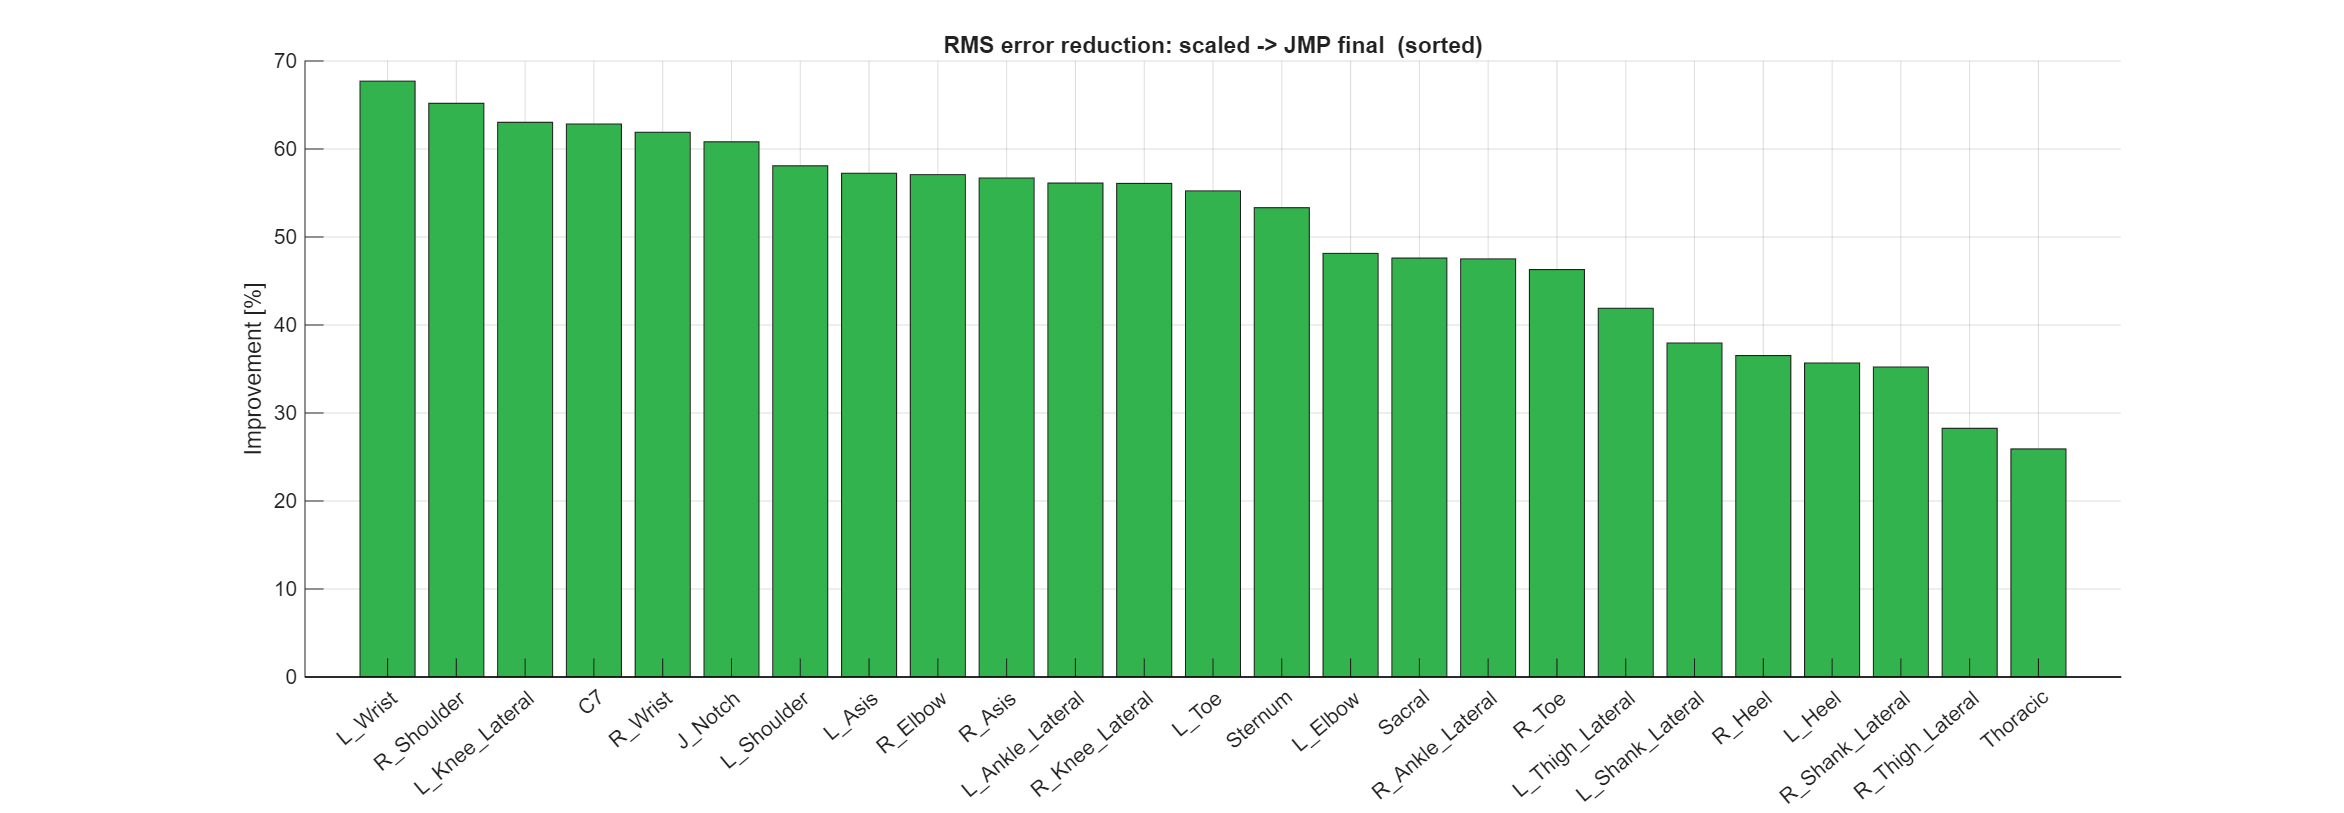 RMS error reduction: scaled -> JMP final  (sorted)
Improvement [%]
70
60
50
40
30
20
10
0
L_Wrist
R_Shoulder
L_Knee_Lateral
C7
R_Wrist
J_Notch
L_Shoulder
L_Asis
R_Elbow
R_Asis
L_Ankle_Lateral
R_Knee_Lateral
L_Toe
Sternum
L_Elbow
Sacral
R_Ankle_Lateral
R_Toe
L_Thigh_Lateral
L_Shank_Lateral
R_Heel
L_Heel
R_Shank_Lateral
R_Thigh_Lateral
Thoracic